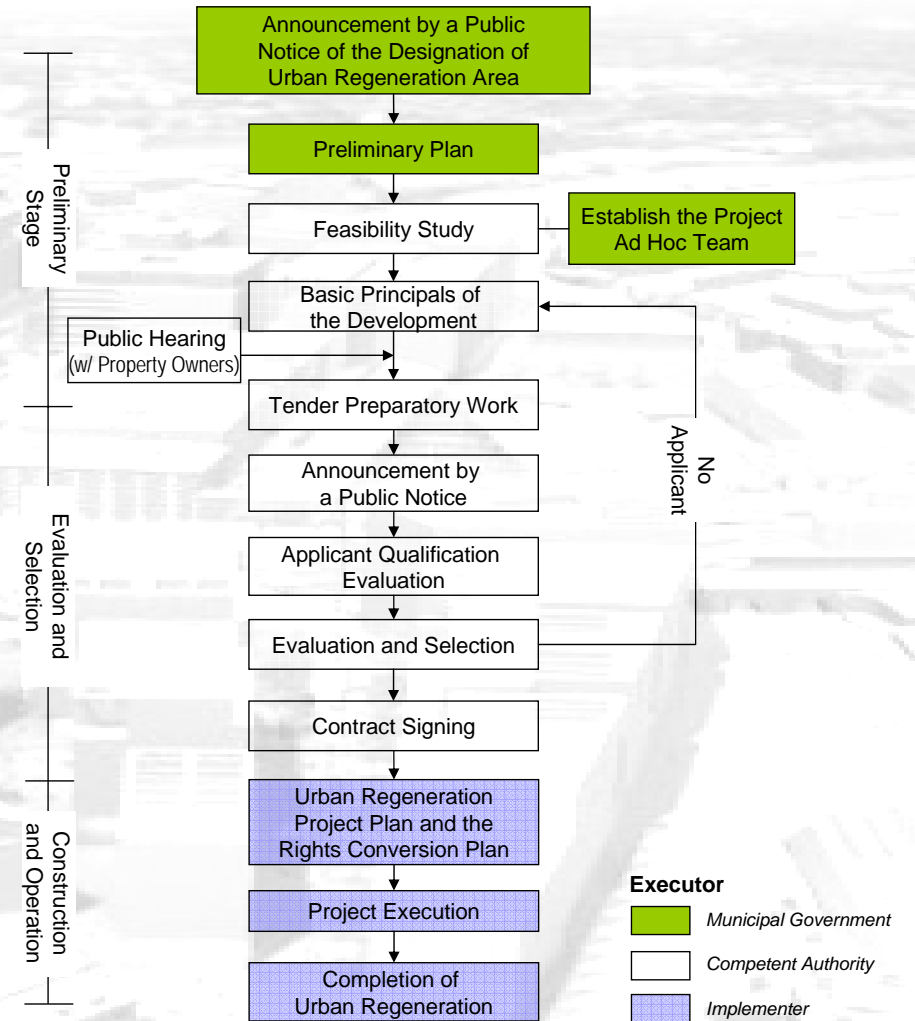 Announcement by a Public
Notice of the Designation of
Urban Regeneration Area
Preliminary
Stage
Preliminary Plan
Feasibility Study
Establish the Project
Ad Hoc Team
Basic Principals of
the Development
Public Hearing
(w/ Property Owners)
Tender Preparatory Work
No
Applicant
Evaluation and
Selection
Announcement by
a Public Notice
Applicant Qualification
Evaluation
Evaluation and Selection
Contract Signing
Construction
and Operation
Urban Regeneration
Project Plan and the
Rights Conversion Plan
Project Execution
Completion of
Urban Regeneration
Executor
Municipal Government
Competent Authority
Implementer